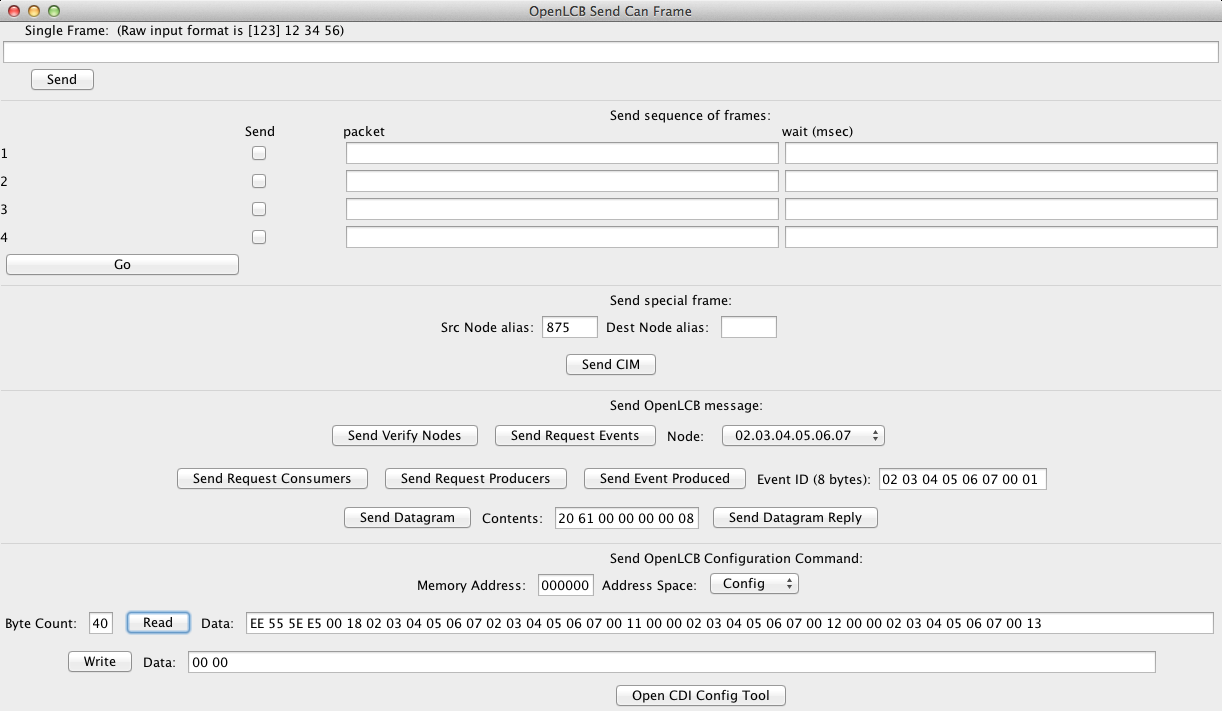 OpenLCB Send Can Frame
Single Frame: (Raw input format is [123] 12 34 56)
Send
Send sequence of frames:
Send packet wait (msec)
1
2
3
4
Go
Send special frame:
Src Node alias: 875 Dest Node alias:
Send CIM
Send OpenLCB message:
Send Verify Nodes Send Request Events Node: 02.03.04.05.06.07
Send Request Consumers Send Request Producers Send Event Produced Event ID (8 bytes): 02 03 04 05 06 07 00 01
Send Datagram Contents: 20 61 00 00 00 00 08 Send Datagram Reply
Send OpenLCB Configuration Command:
Memory Address: 000000 Address Space: Config
Byte Count: 40 Read Data: EE 55 5E E5 00 18 02 03 04 05 06 07 02 03 04 05 06 07 00 11 00 00 02 03 04 05 06 07 00 12 00 00 02 03 04 05 06 07 00 13
Write Data: 00 00
Open CDI Config Tool